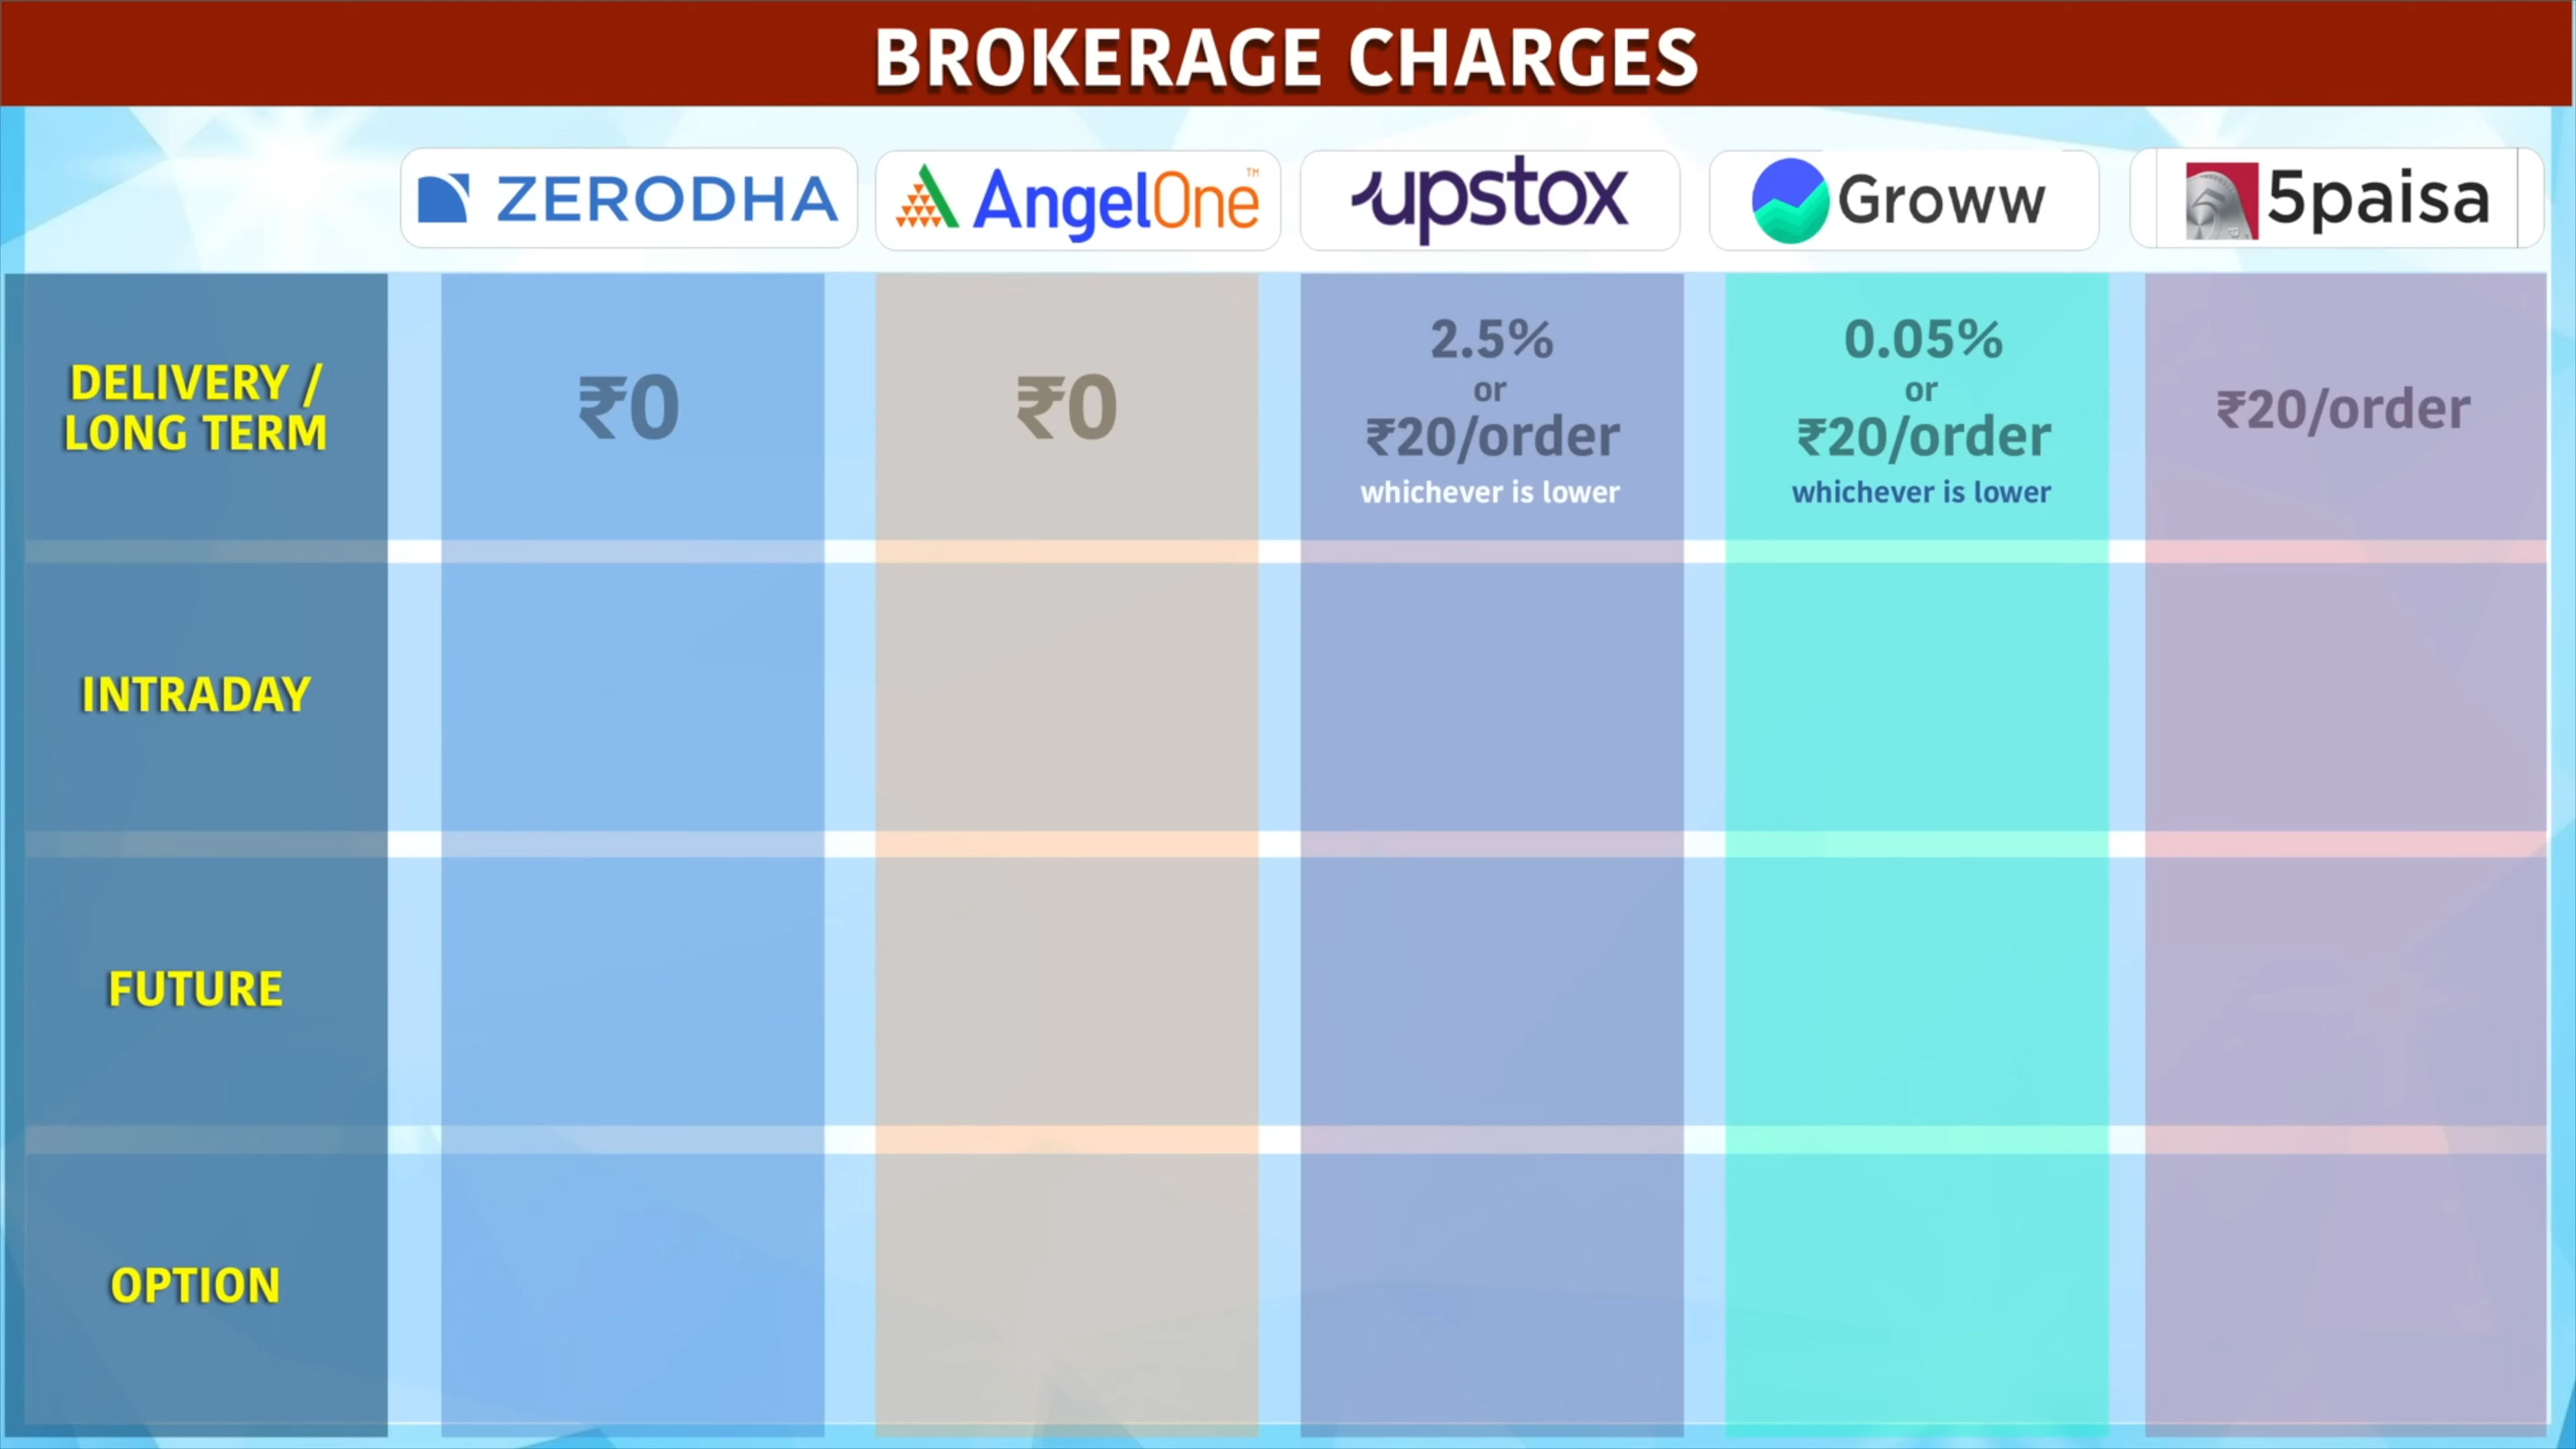 BROKERAGE CHARGES
ZERODHA
AngelOne™
upstox
Groww
5paisa
DELIVERY /
LONG TERM
₹0
₹0
2.5%
or
₹20/order
whichever is lower
0.05%
or
₹20/order
whichever is lower
₹20/order
INTRADAY
FUTURE
OPTION